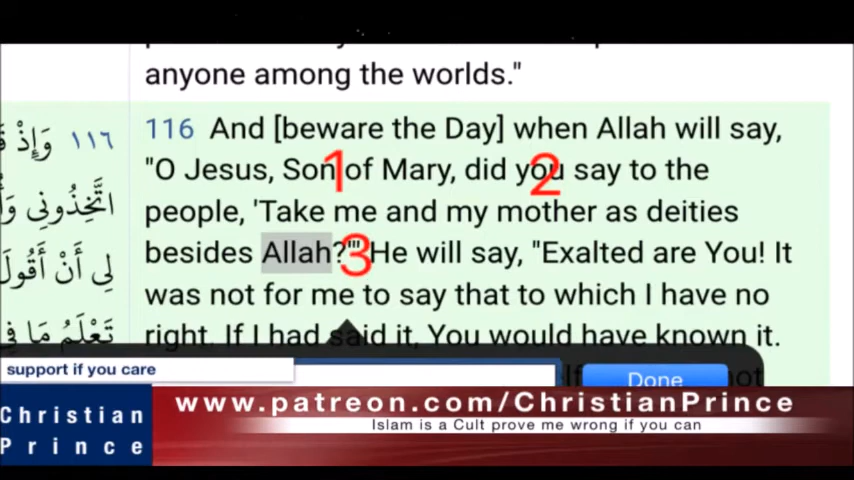 anyone among the worlds."
116 And [beware the Day] when Allah will say,
"O Jesus, Son of Mary, did you say to the
people, 'Take me and my mother as deities
besides Allah?'" He will say, "Exalted are You! It
was not for me to say that to which I have no
right. If I had said it, You would have known it.
1
2
3
١١٦ وَإِذْ
ٱتَّخِذُونِى
لِىٓ أَنْ أَقُولَ
تَعْلَمُ مَا فِى
Done
support if you care
Christian
Prince
www.patreon.com/ChristianPrince
Islam is a Cult prove me wrong if you can